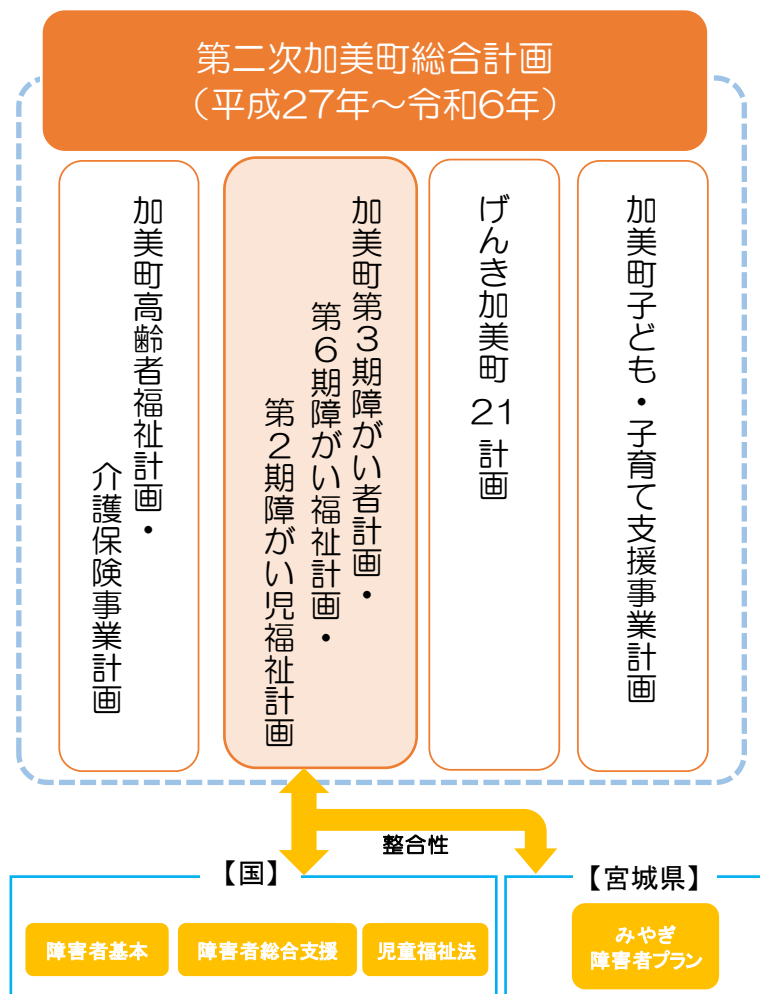 第二次加美町総合計画
（平成27年～令和6年）
加美町高齢者福祉計画・
介護保険事業計画
加美町第３期障がい者計画・
第６期障がい福祉計画・
第２期障がい児福祉計画
げんき加美町 21 計画
加美町子ども・子育て支援事業計画
整合性
【国】
障害者基本
障害者総合支援
児童福祉法
【宮城県】
みやぎ
障害者プラン